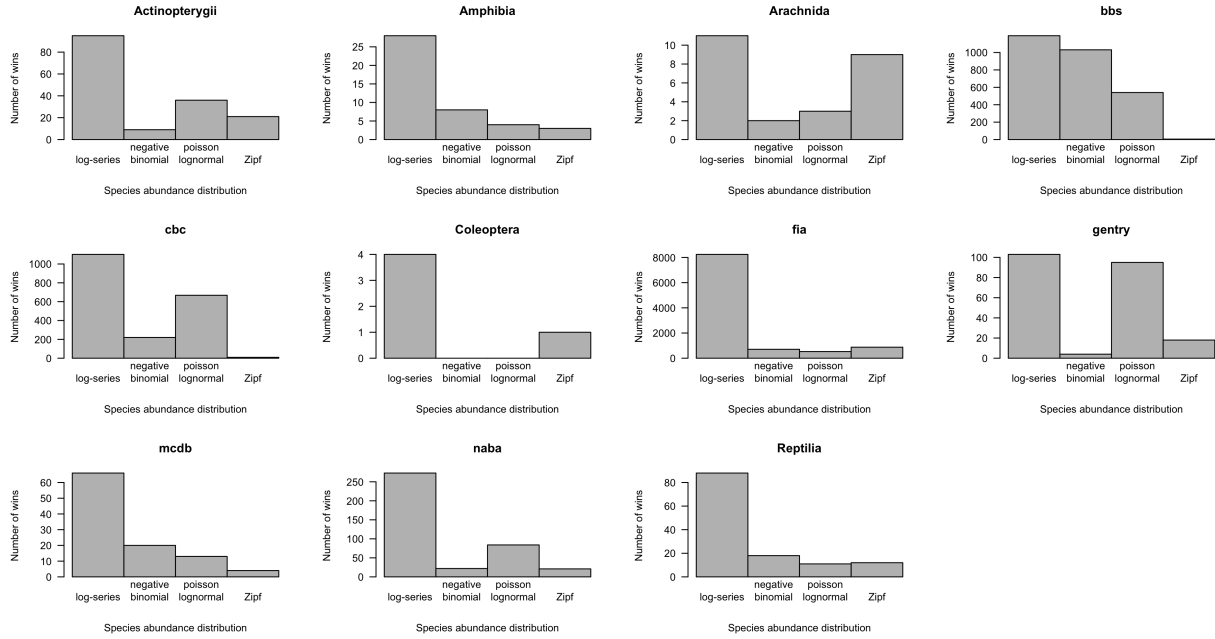 Actinopterygii
Number of wins
80
60
40
20
0
log-series
negative binomial
poisson lognormal
Zipf
Species abundance distribution
Amphibia
Number of wins
25
20
15
10
5
0
log-series
negative binomial
poisson lognormal
Zipf
Species abundance distribution
Arachnida
Number of wins
10
8
6
4
2
0
log-series
negative binomial
poisson lognormal
Zipf
Species abundance distribution
bbs
Number of wins
1000
800
600
400
200
0
log-series
negative binomial
poisson lognormal
Zipf
Species abundance distribution
cbc
Number of wins
1000
800
600
400
200
0
log-series
negative binomial
poisson lognormal
Zipf
Species abundance distribution
Coleoptera
Number of wins
4
3
2
1
0
log-series
negative binomial
poisson lognormal
Zipf
Species abundance distribution
fia
Number of wins
8000
6000
4000
2000
0
log-series
negative binomial
poisson lognormal
Zipf
Species abundance distribution
gentry
Number of wins
100
80
60
40
20
0
log-series
negative binomial
poisson lognormal
Zipf
Species abundance distribution
mcdb
Number of wins
60
50
40
30
20
10
0
log-series
negative binomial
poisson lognormal
Zipf
Species abundance distribution
naba
Number of wins
250
200
150
100
50
0
log-series
negative binomial
poisson lognormal
Zipf
Species abundance distribution
Reptilia
Number of wins
80
60
40
20
0
log-series
negative binomial
poisson lognormal
Zipf
Species abundance distribution